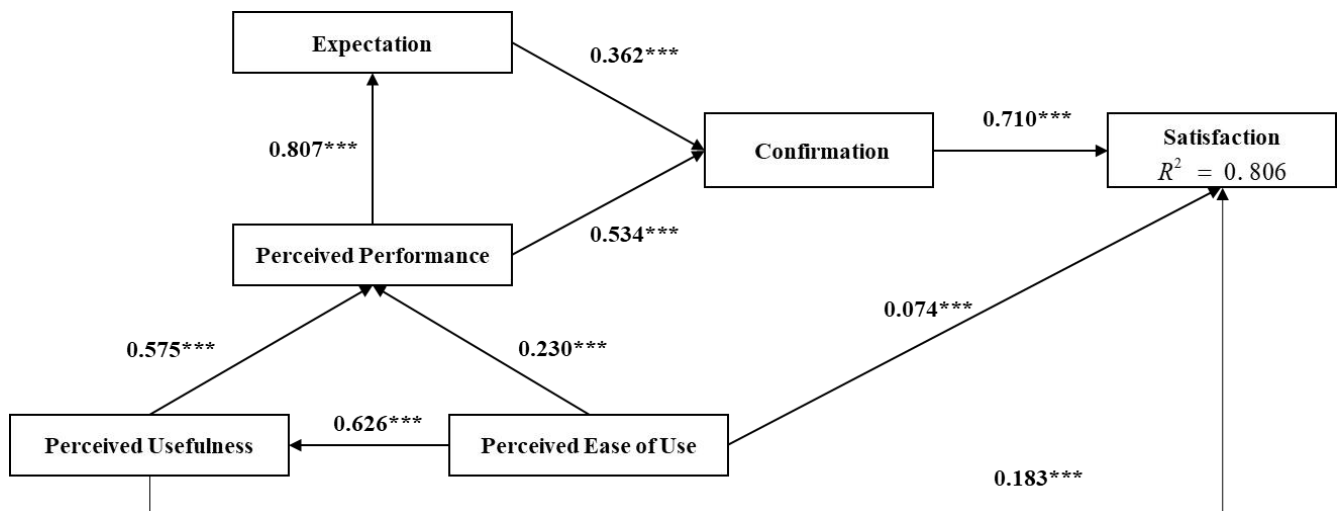 Expectation
0.362***
0.807***
Confirmation
0.710***
Satisfaction
R² = 0.806
Perceived Performance
0.534***
0.575***
0.230***
0.074***
Perceived Usefulness
0.626***
Perceived Ease of Use
0.183***